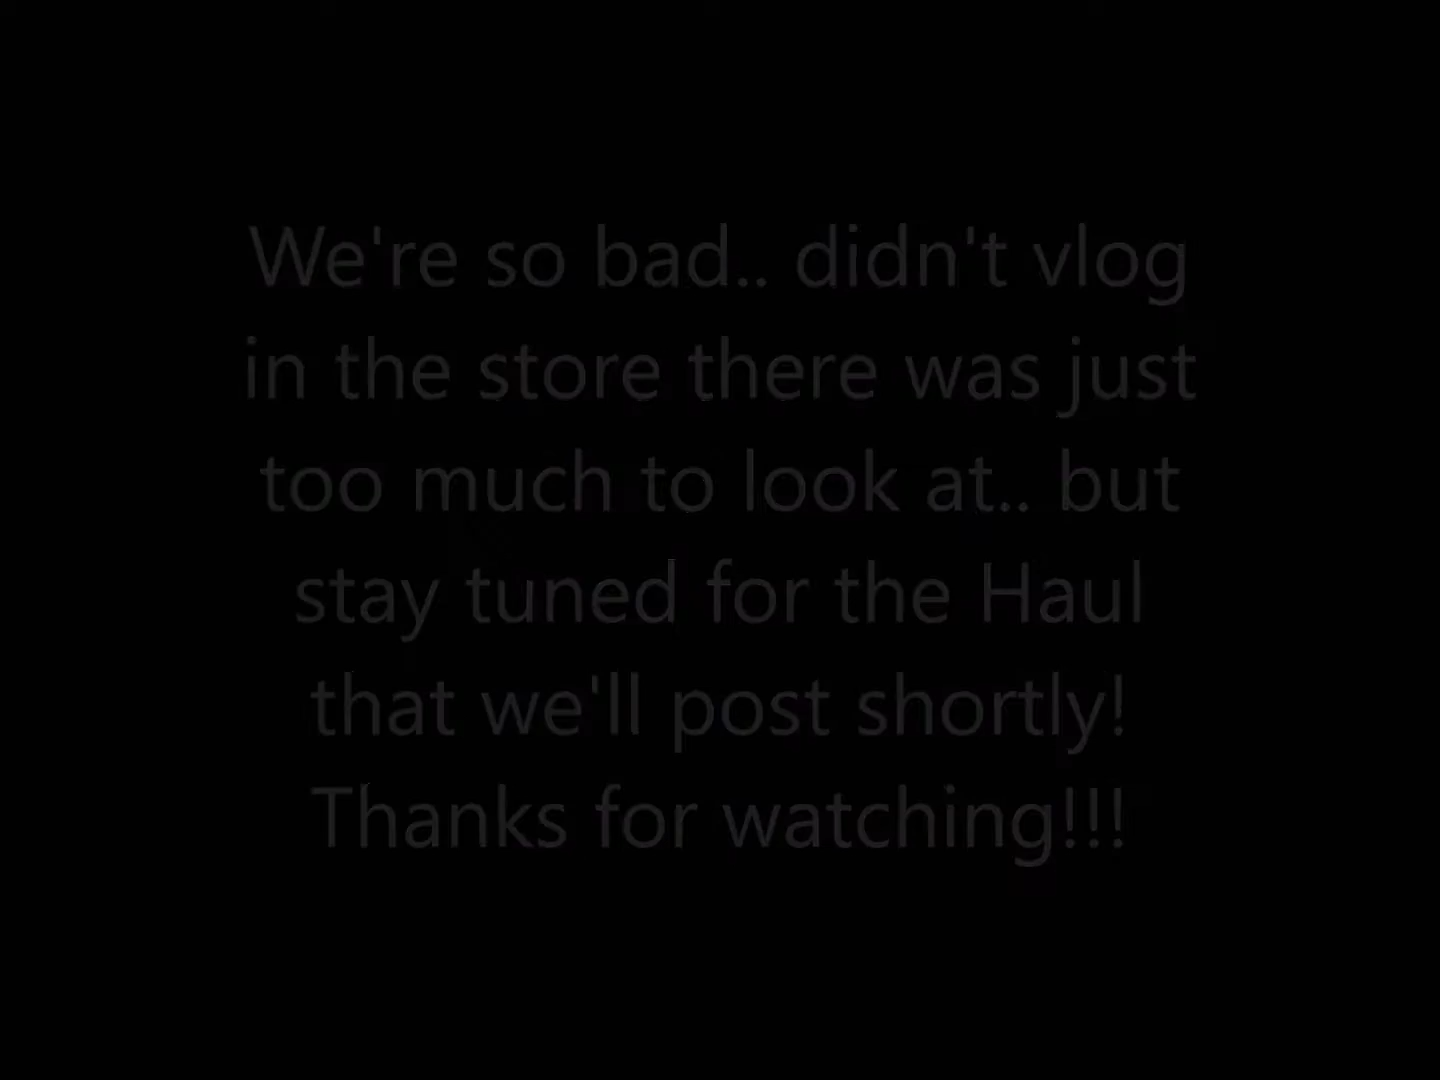 We're so bad.. didn't vlog
in the store there was just
too much to look at.. but
stay tuned for the Haul
that we'll post shortly!
Thanks for watching!!!